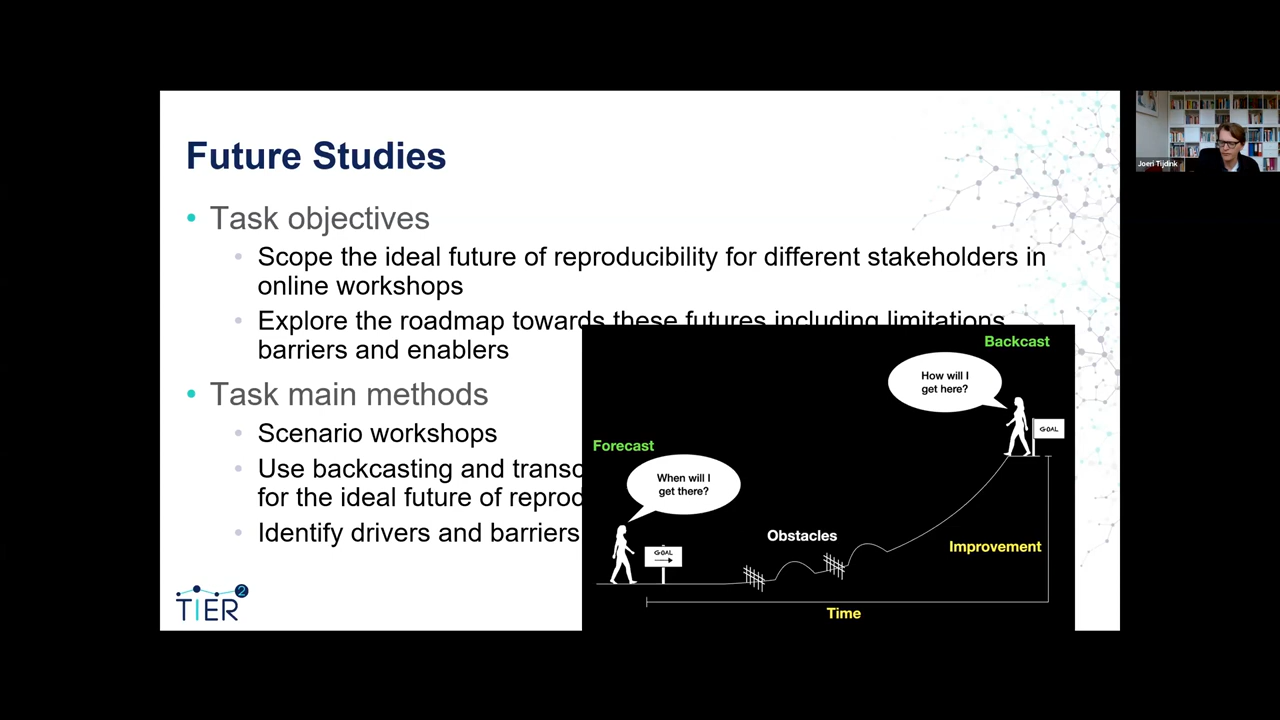 Future Studies
• Task objectives
• Scope the ideal future of reproducibility for different stakeholders in
online workshops
• Explore the roadmap towards these futures including limitations
barriers and enablers
• Task main methods
• Scenario workshops
• Use backcasting and
for the ideal future of
• Identify drivers and barriers
Backcast
How will I
get here?
GOAL
Forecast
When will I
get there?
GOAL
Obstacles
Improvement
Time
TIER2
Joeri Tijdink